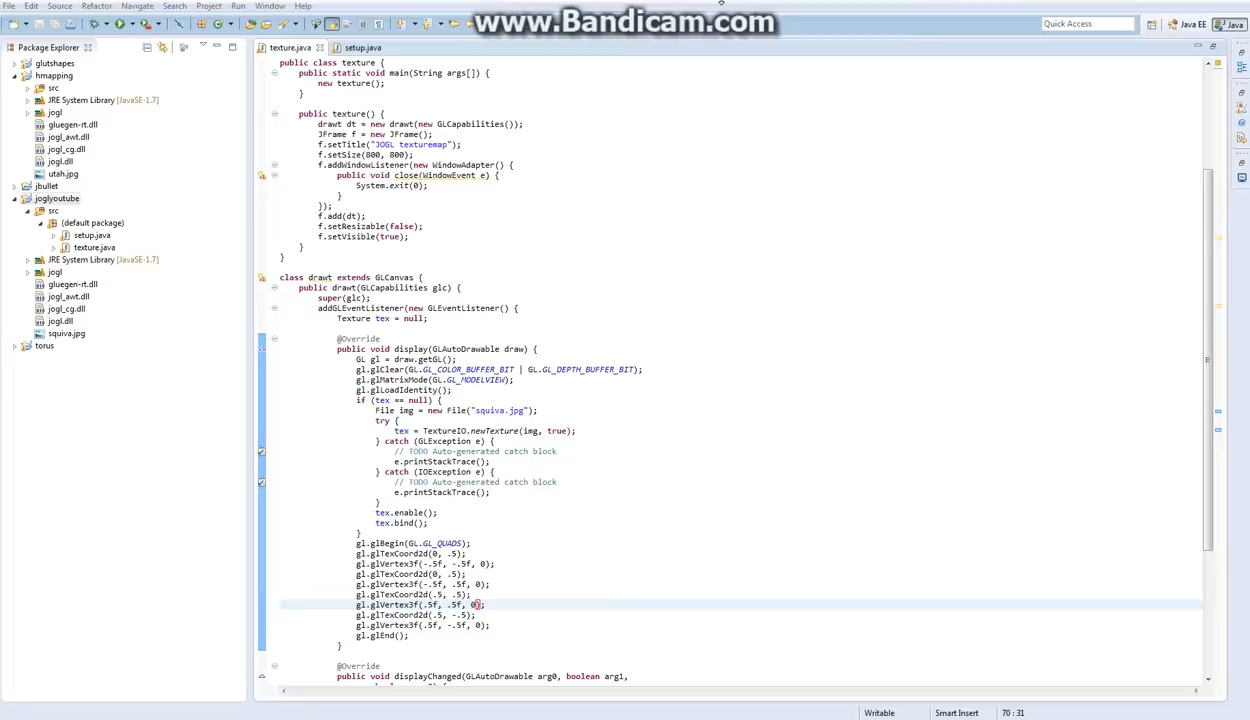 File Edit Source Refactor Navigate Search Project Run Window Help
www.Bandicam.com
Quick Access
Java EE
Java
Package Explorer
texture.java
setup.java
glutshapes
hmapping
src
JRE System Library [JavaSE-1.7]
jogl
gluegen-rt.dll
jogl_awt.dll
jogl_cg.dll
jogl.dll
utah.jpg
jbullet
joglyoutube
src
(default package)
setup.java
texture.java
JRE System Library [JavaSE-1.7]
jogl
gluegen-rt.dll
jogl_awt.dll
jogl_cg.dll
jogl.dll
squiva.jpg
torus
public class texture {
public static void main(String args[]) {
new texture();
}
public texture() {
drawt dt = new drawt(new GLCapabilities());
JFrame f = new JFrame();
f.setTitle("JOGL texturemap");
f.setSize(800, 800);
f.addWindowListener(new WindowAdapter() {
public void close(WindowEvent e) {
System.exit(0);
}
});
f.add(dt);
f.setResizable(false);
f.setVisible(true);
}
}
class drawt extends GLCanvas {
public drawt(GLCapabilities glc) {
super(glc);
addGLEventListener(new GLEventListener() {
Texture tex = null;
@Override
public void display(GLAutoDrawable draw) {
GL gl = draw.getGL();
gl.glClear(GL.GL_COLOR_BUFFER_BIT | GL.GL_DEPTH_BUFFER_BIT);
gl.glMatrixMode(GL.GL_MODELVIEW);
gl.glLoadIdentity();
if (tex == null) {
File img = new File("squiva.jpg");
try {
tex = TextureIO.newTexture(img, true);
} catch (GLException e) {
// TODO Auto-generated catch block
e.printStackTrace();
} catch (IOException e) {
// TODO Auto-generated catch block
e.printStackTrace();
}
tex.enable();
tex.bind();
}
gl.glBegin(GL.GL_QUADS);
gl.glTexCoord2d(0, .5);
gl.glVertex3f(-.5f, -.5f, 0);
gl.glTexCoord2d(0, .5);
gl.glVertex3f(-.5f, .5f, 0);
gl.glTexCoord2d(.5, .5);
gl.glVertex3f(.5f, .5f, 0);
gl.glTexCoord2d(.5, -.5);
gl.glVertex3f(.5f, -.5f, 0);
gl.glEnd();
}
@Override
public void displayChanged(GLAutoDrawable arg0, boolean arg1,
Writable
Smart Insert
70 : 31